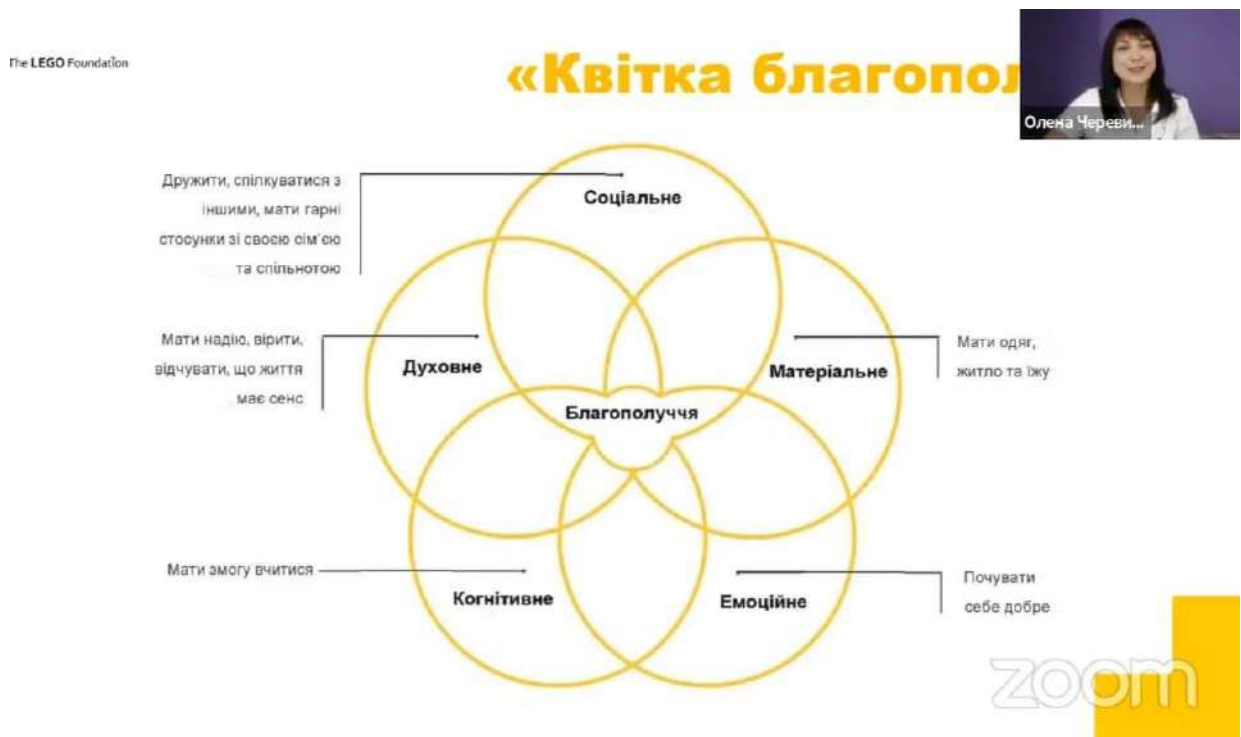 The LEGO Foundation
«Квітка благопол
Олена Череви...
Дружити, спілкуватися з
іншими, мати гарні
стосунки зі своєю сім'єю
та спільнотою
Соціальне
Мати надію, вірити,
відчувати, що життя
має сенс
Духовне
Матеріальне
Мати одяг,
житло та їжу
Благополуччя
Мати змогу вчитися
Когнітивне
Емоційне
Почувати
себе добре
zoom